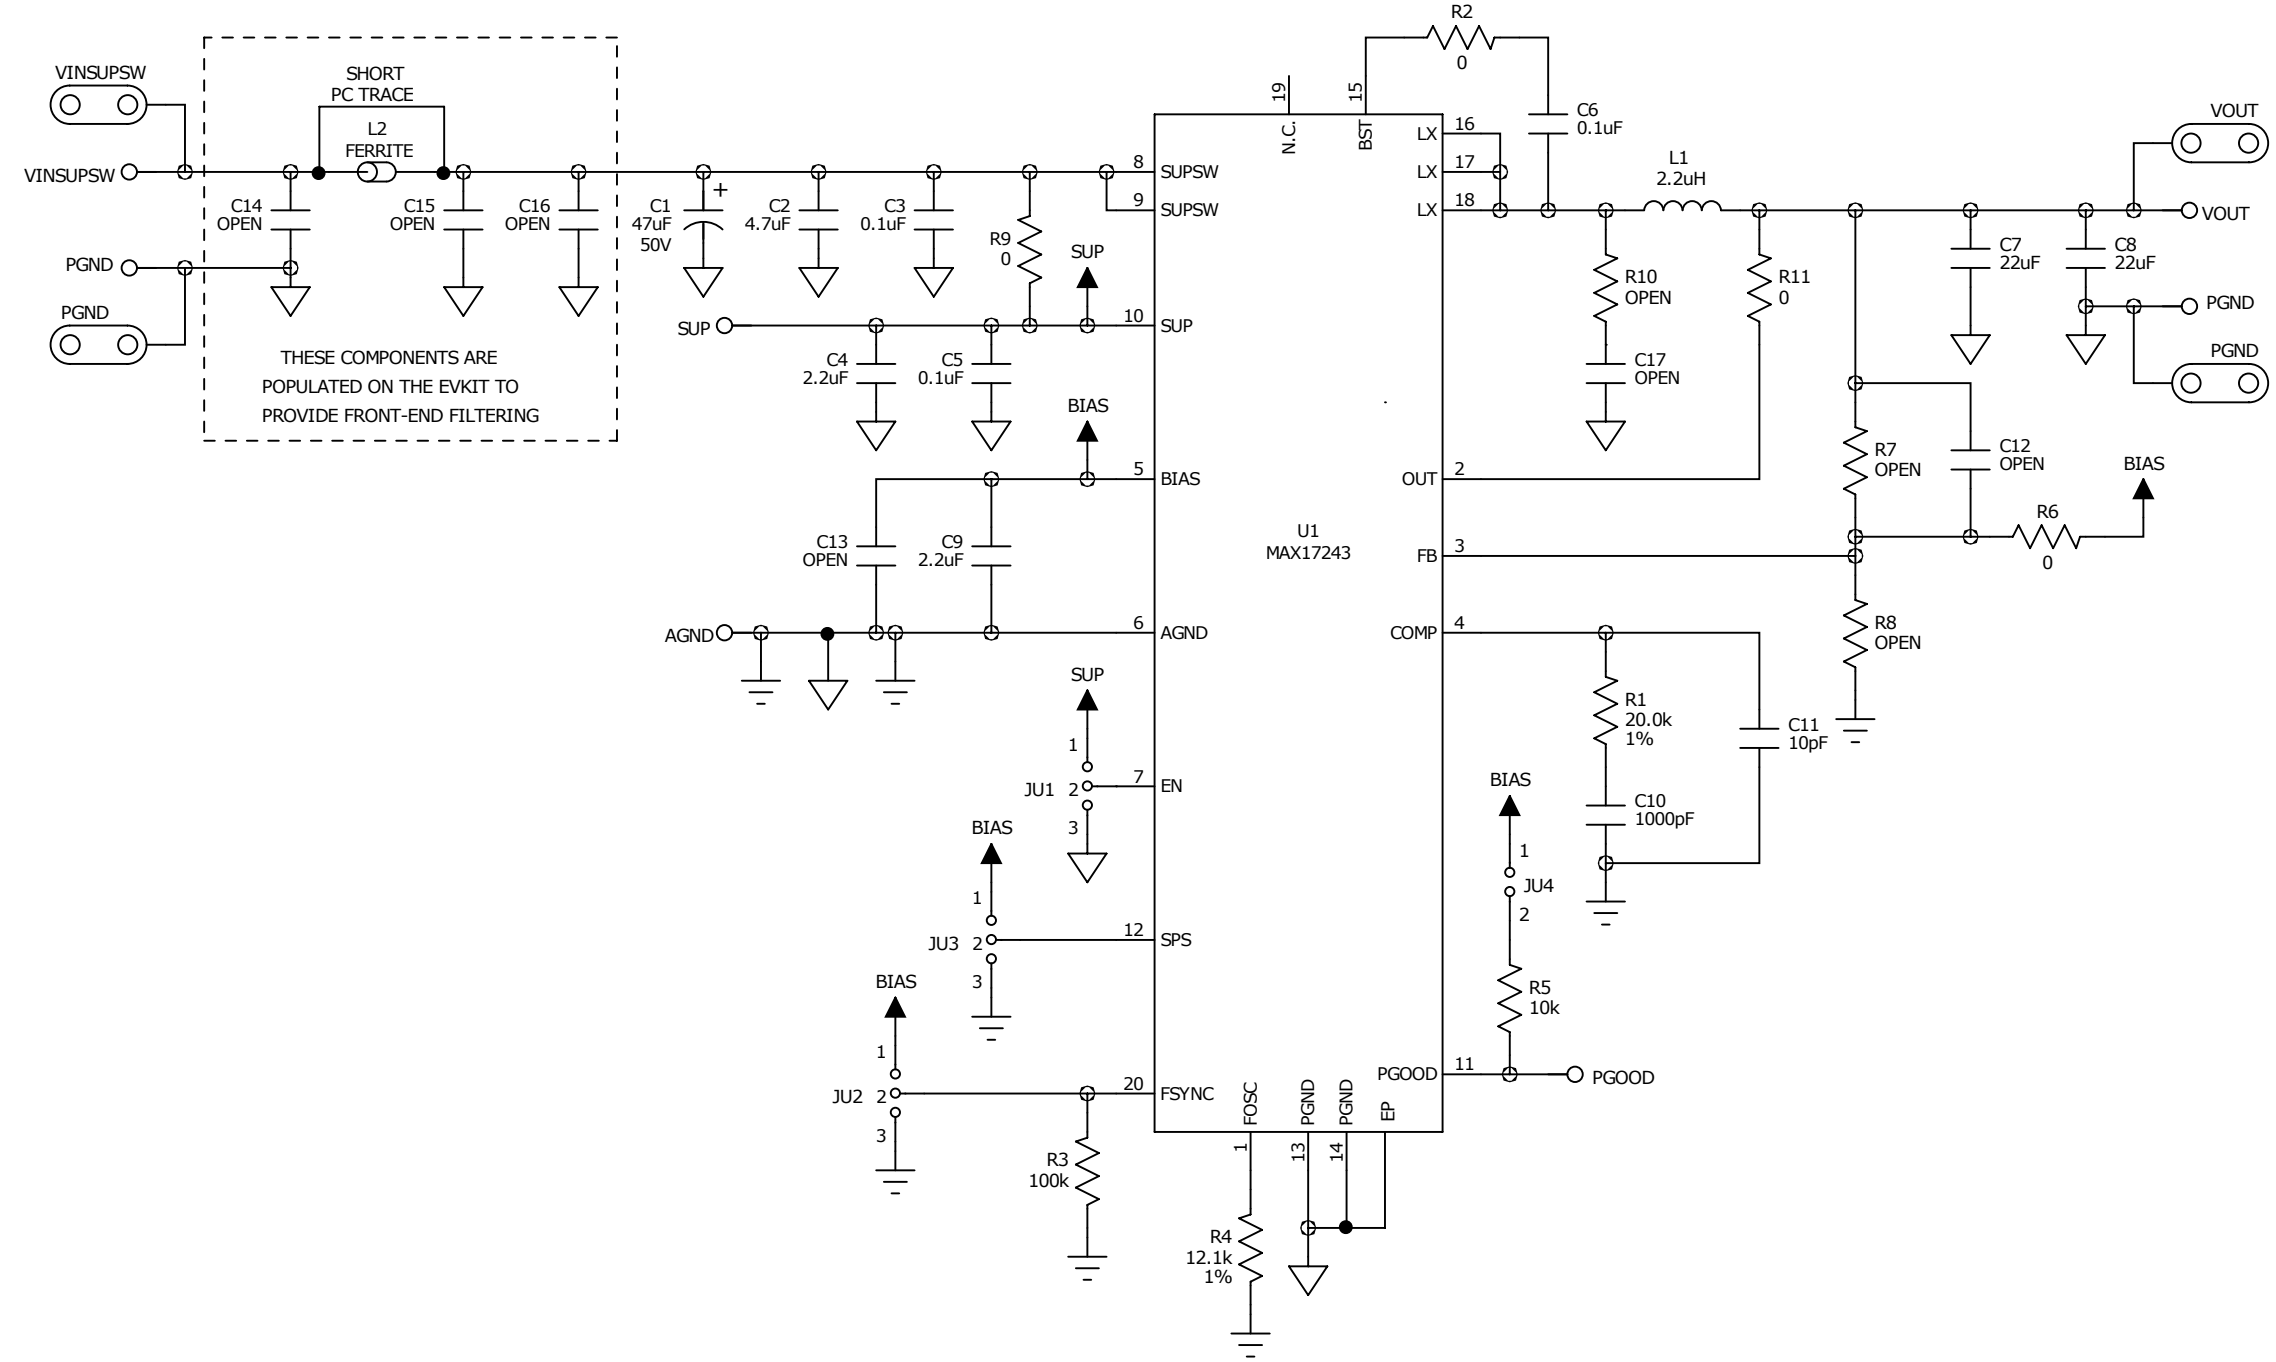 R2
0
VINSUPSW
SHORT
PC TRACE
L2
FERRITE
VINSUPSW
C14
OPEN
C15
OPEN
C16
OPEN
C1
47uF
50V
+
C2
4.7uF
C3
0.1uF
R9
0
PGND
PGND
THESE COMPONENTS ARE
POPULATED ON THE EVKIT TO
PROVIDE FRONT-END FILTERING
SUP
SUP
C4
2.2uF
C5
0.1uF
BIAS
C13
OPEN
C9
2.2uF
AGND
SUP
1
JU1 2
3
BIAS
1
JU3 2
3
BIAS
1
JU2 2
3
R3
100k
8 SUPSW
9 SUPSW
10 SUP
5 BIAS
6 AGND
7 EN
12 SPS
20 FSYNC
19
N.C.
15
BST
U1
MAX17243
LX 16
LX 17
LX 18
OUT 2
FB 3
COMP 4
PGOOD 11
FOSC
1
PGND
13
PGND
14
EP
R4
12.1k
1%
C6
0.1uF
L1
2.2uH
R10
OPEN
C17
OPEN
R11
0
VOUT
VOUT
C7
22uF
C8
22uF
PGND
PGND
R7
OPEN
C12
OPEN
BIAS
R6
0
R8
OPEN
R1
20.0k
1%
C11
10pF
C10
1000pF
BIAS
1
JU4
2
R5
10k
PGOOD